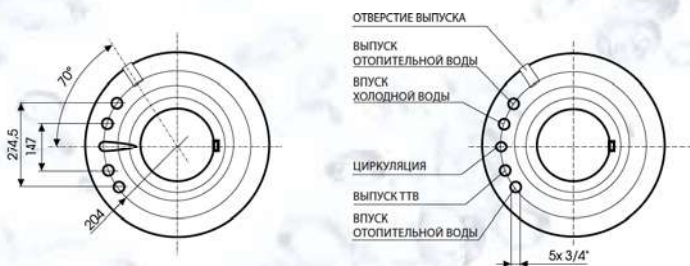 70°
274,5
147
204
ОТВЕРСТИЕ ВЫПУСКА
ВЫПУСК
ОТОПИТЕЛЬНОЙ ВОДЫ
ВПУСК
ХОЛОДНОЙ ВОДЫ
ЦИРКУЛЯЦИЯ
ВЫПУСК ТТВ
ВПУСК
ОТОПИТЕЛЬНОЙ ВОДЫ
5x 3/4"